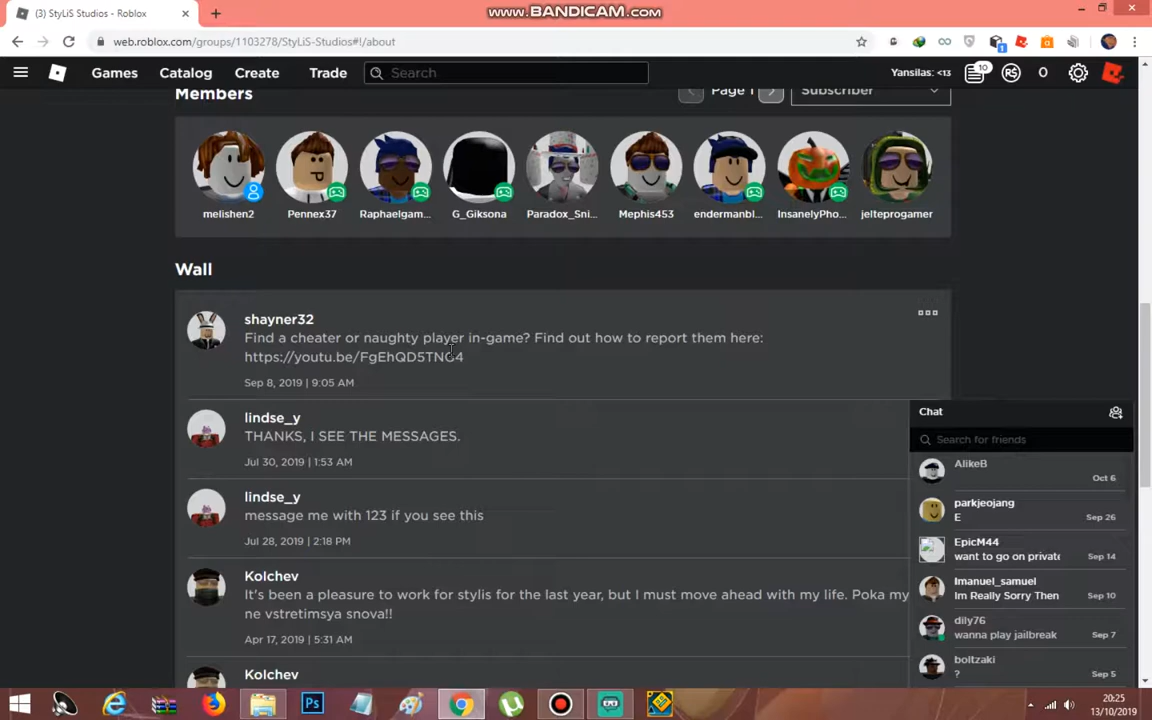 (3) StyLiS Studios - Roblox
www.BANDICAM.com
web.roblox.com/groups/1103278/StyLiS-Studios#!/about
Games Catalog Create Trade Search Yansilas: <13 10 0
Members Page 1 Subscriber
melishen2 Pennex37 Raphaelgam... G_Giksona Paradox_Sni... Mephis453 endermanbl... InsanelyPho... jelteprogamer
Wall
shayner32
Find a cheater or naughty player in-game? Find out how to report them here:
https://youtu.be/FgEhQD5TNC4
Sep 8, 2019 | 9:05 AM
lindse_y
THANKS, I SEE THE MESSAGES.
Jul 30, 2019 | 1:53 AM
lindse_y
message me with 123 if you see this
Jul 28, 2019 | 2:18 PM
Kolchev
It's been a pleasure to work for stylis for the last year, but I must move ahead with my life. Poka my
ne vstretimsya snova!!
Apr 17, 2019 | 5:31 AM
Kolchev
Chat
Search for friends
AlikeB
Oct 6
parkjeojang
E Sep 26
EpicM44
want to go on private Sep 14
Imanuel_samuel
Im Really Sorry Then Sep 10
dily76
wanna play jailbreak Sep 7
boltzaki
? Sep 5
Ps
20:25
13/10/2019